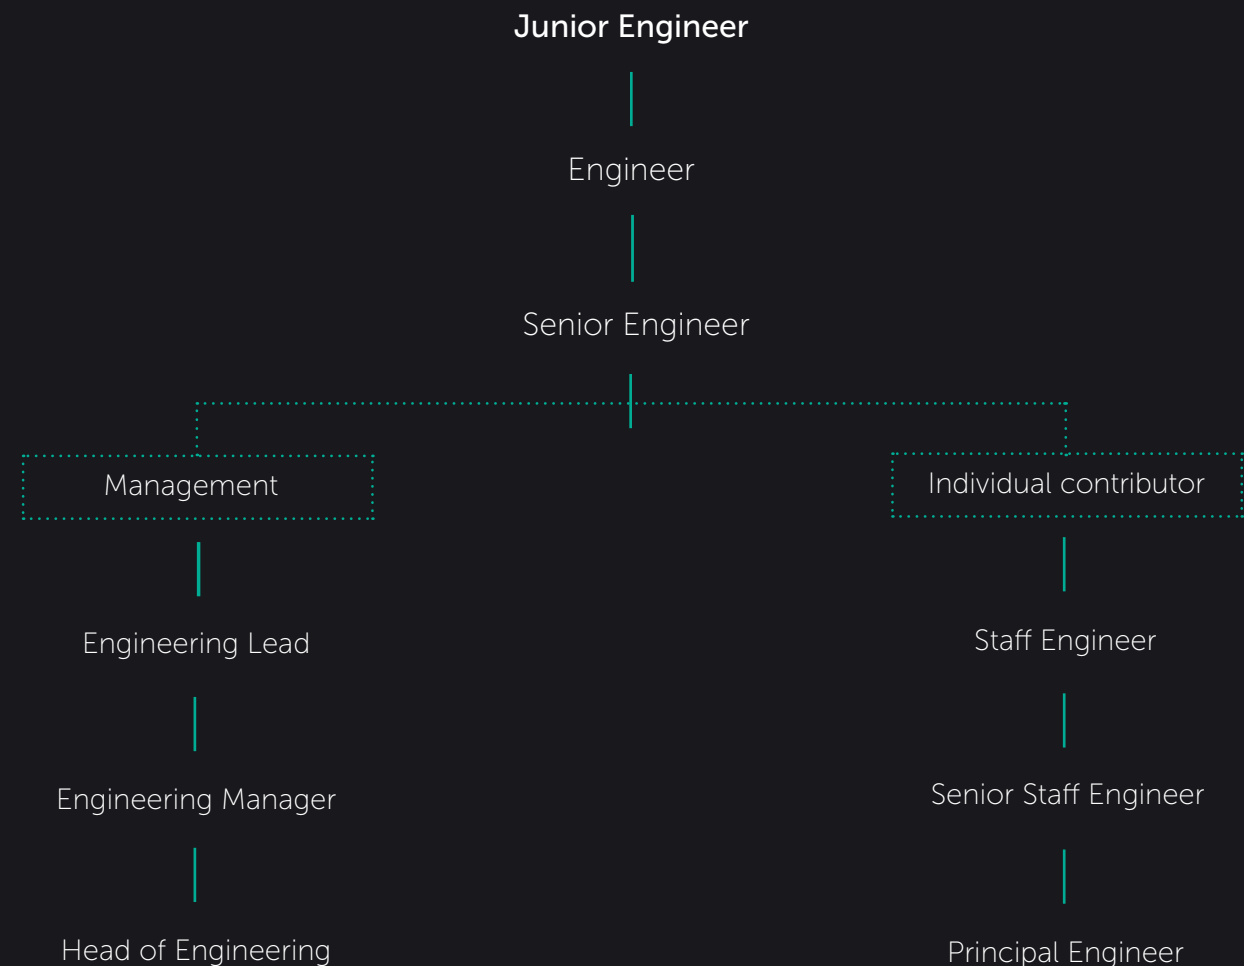 Junior Engineer
Engineer
Senior Engineer
Management
Individual contributor
Engineering Lead
Staff Engineer
Engineering Manager
Senior Staff Engineer
Head of Engineering
Principal Engineer